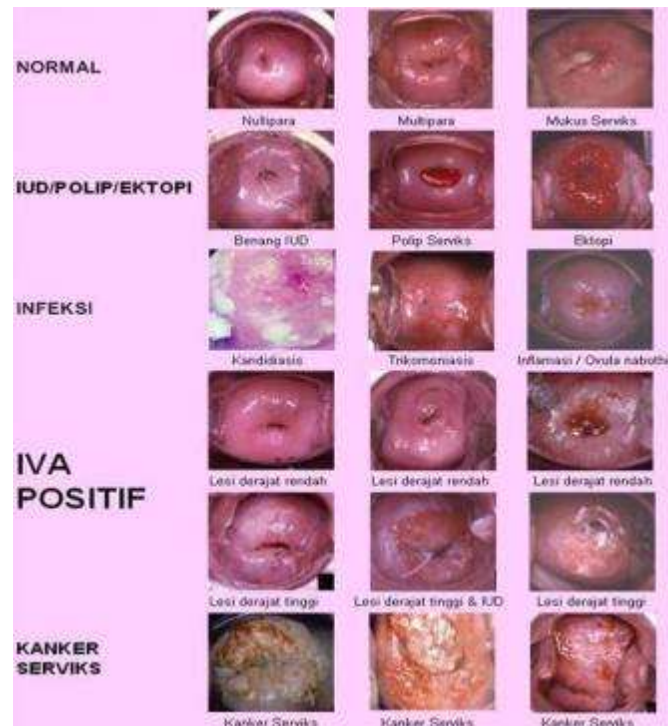 NORMAL
Nullipara
Multipara
Mukus Serviks
IUD/POLIP/EKTOPI
Benang IUD
Polip Serviks
Ektopi
INFEKSI
Kandidiasis
Trikomoniasis
Inflamasi / Ovula nabothi
IVA
POSITIF
Lesi derajat rendah
Lesi derajat rendah
Lesi derajat rendah
Lesi derajat tinggi
Lesi derajat tinggi & IUD
Lesi derajat tinggi
KANKER
SERVIKS
Kanker Serviks
Kanker Serviks
Kanker Serviks